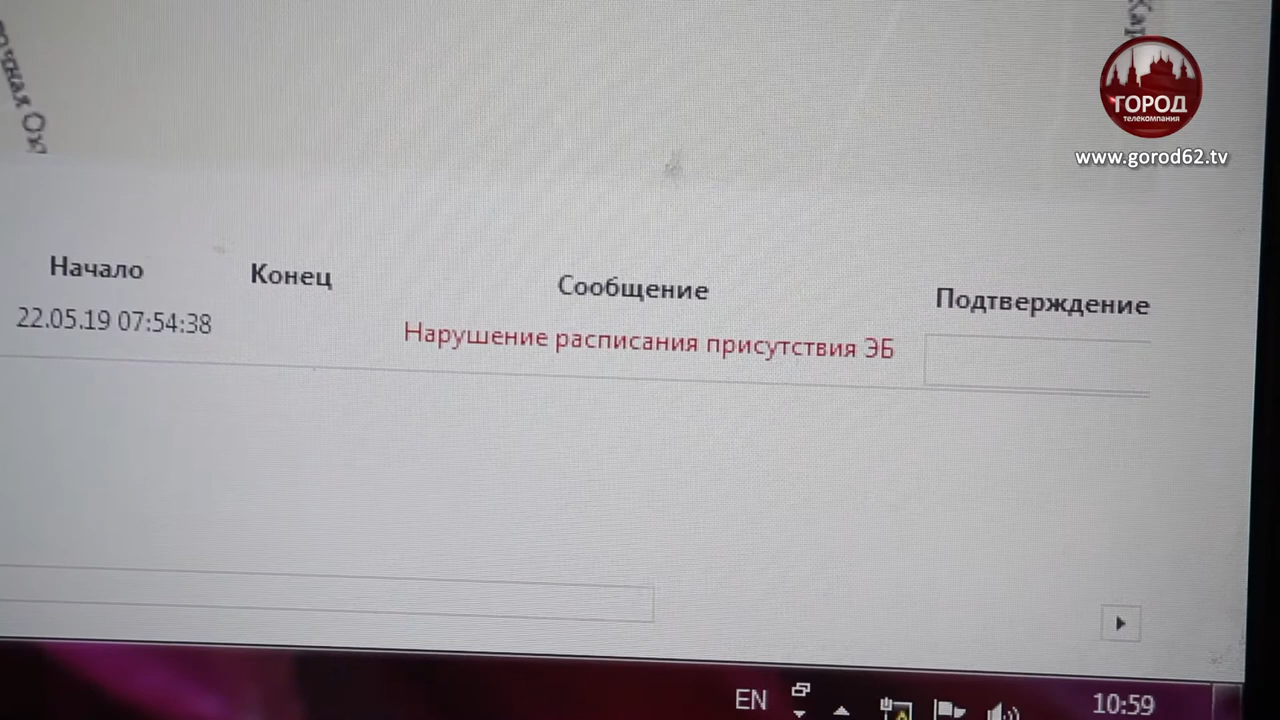 ГОРОД
телекомпания
www.gorod62.tv
Начало Конец Сообщение Подтверждение
22.05.19 07:54:38 Нарушение расписания присутствия ЭБ
EN 10:59